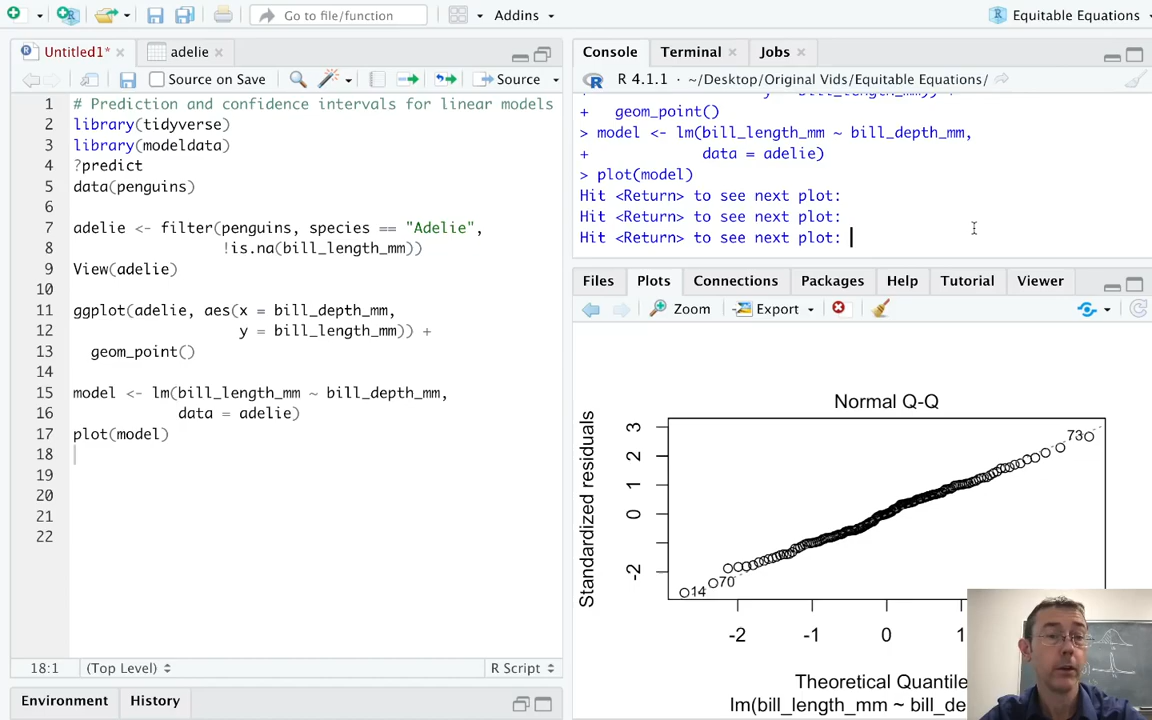 Go to file/function
Addins
Equitable Equations
Untitled1*
adelie
Source on Save
Source
1 # Prediction and confidence intervals for linear models
2 library(tidyverse)
3 library(modeldata)
4 ?predict
5 data(penguins)
6
7 adelie <- filter(penguins, species == "Adelie",
8 !is.na(bill_length_mm))
9 View(adelie)
10
11 ggplot(adelie, aes(x = bill_depth_mm,
12 y = bill_length_mm)) +
13 geom_point()
14
15 model <- lm(bill_length_mm ~ bill_depth_mm,
16 data = adelie)
17 plot(model)
18
19
20
21
22
18:1 (Top Level) R Script
Environment History
Console Terminal Jobs
R 4.1.1 · ~/Desktop/Original Vids/Equitable Equations/
+ geom_point()
> model <- lm(bill_length_mm ~ bill_depth_mm,
+ data = adelie)
> plot(model)
Hit <Return> to see next plot:
Hit <Return> to see next plot:
Hit <Return> to see next plot:
Files Plots Connections Packages Help Tutorial Viewer
Zoom Export
Normal Q-Q
Standardized residuals
3
2
1
0
-2
73
70
14
-2 -1 0 1
Theoretical Quantile
lm(bill_length_mm ~ bill_de